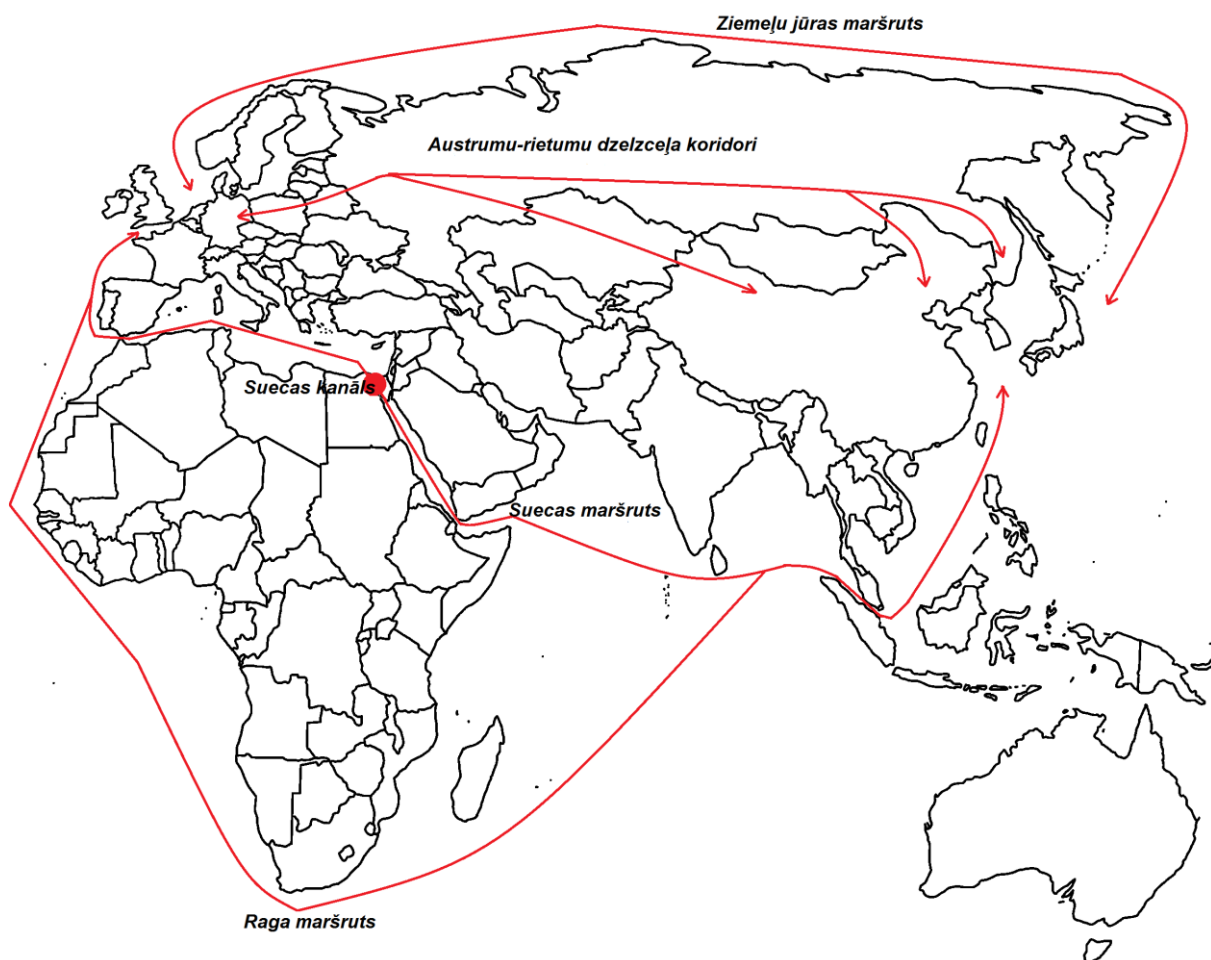 Ziemeļu jūras maršruts
Austrumu-rietumu dzelzceļa koridori
Suecas kanāls
Suecas maršruts
Raga maršruts